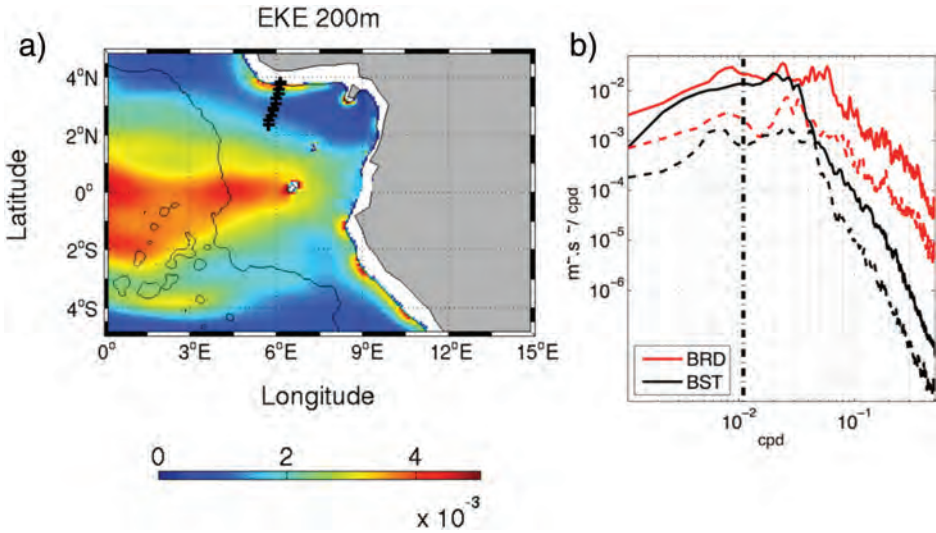 EKE 200m
a)
4°N
2°N
0°
2°S
4°S
Latitude
0° 3°E 6°E 9°E 12°E 15°E
Longitude
0 2 4
x 10⁻³
b)
10⁻²
10⁻³
10⁻⁴
10⁻⁵
10⁻⁶
m⁻.s⁻/cpd
BRD
BST
10⁻² 10⁻¹
cpd